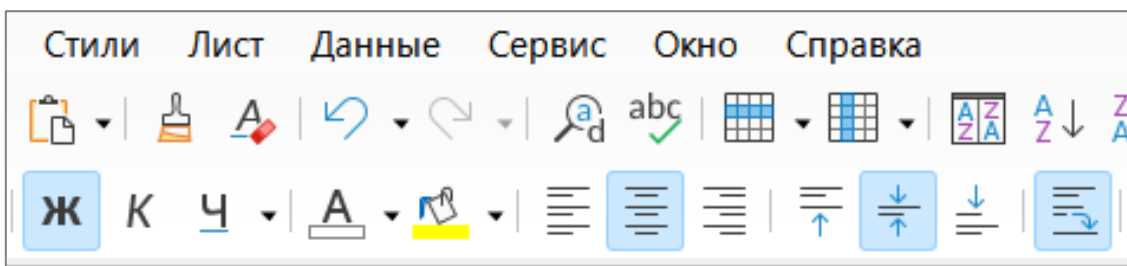 Стили Лист Данные Сервис Окно Справка
A a d abc A Z Z A A Z Z A
Ж К Ч A